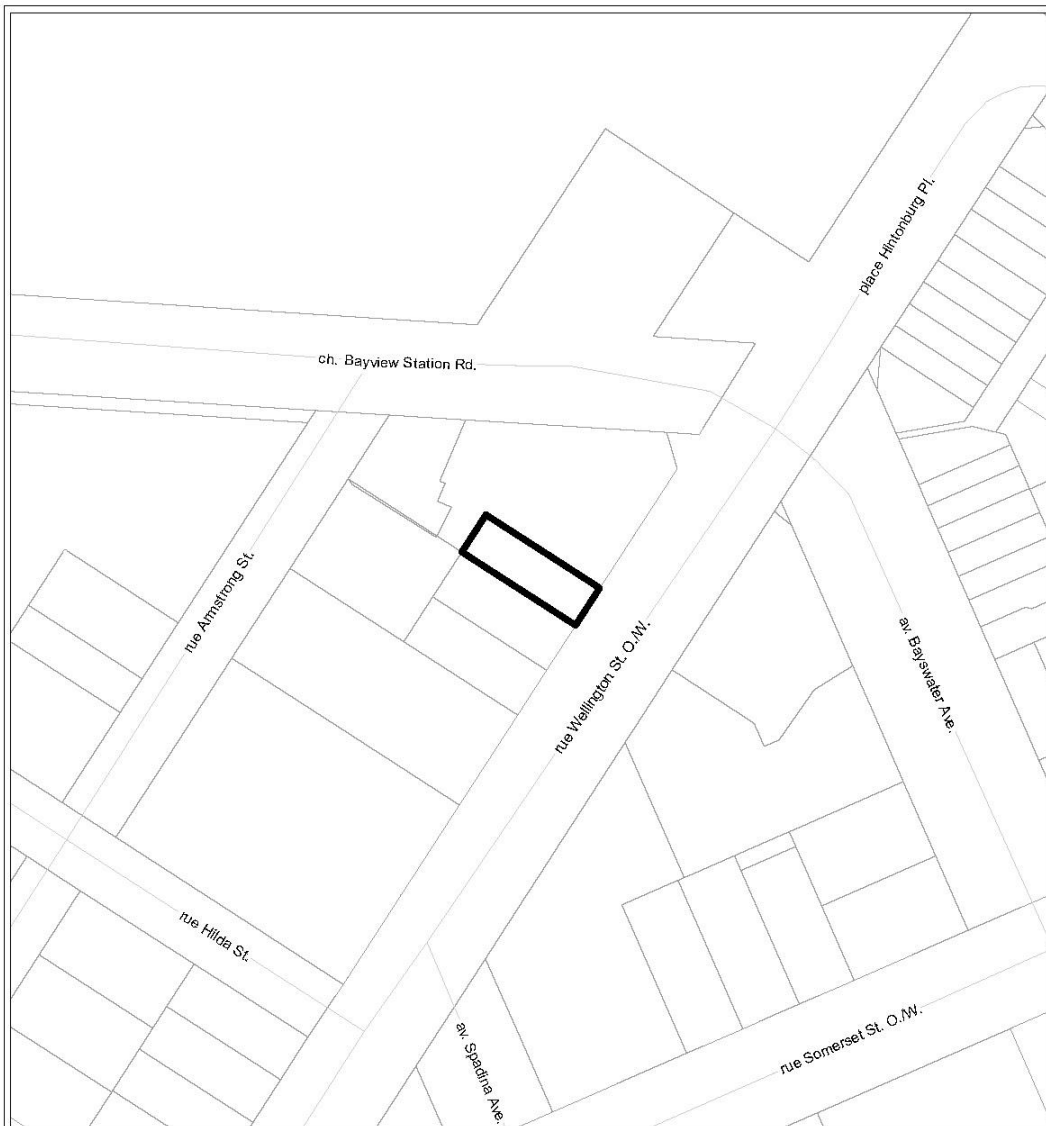 place Hintonburg Pl.
ch. Bayview Station Rd.
rue Armstrong St.
rue Wellington St. O./W.
av. Bayswater Ave.
rue Hilda St.
av. Spadina Ave.
rue Somerset St. O./W.